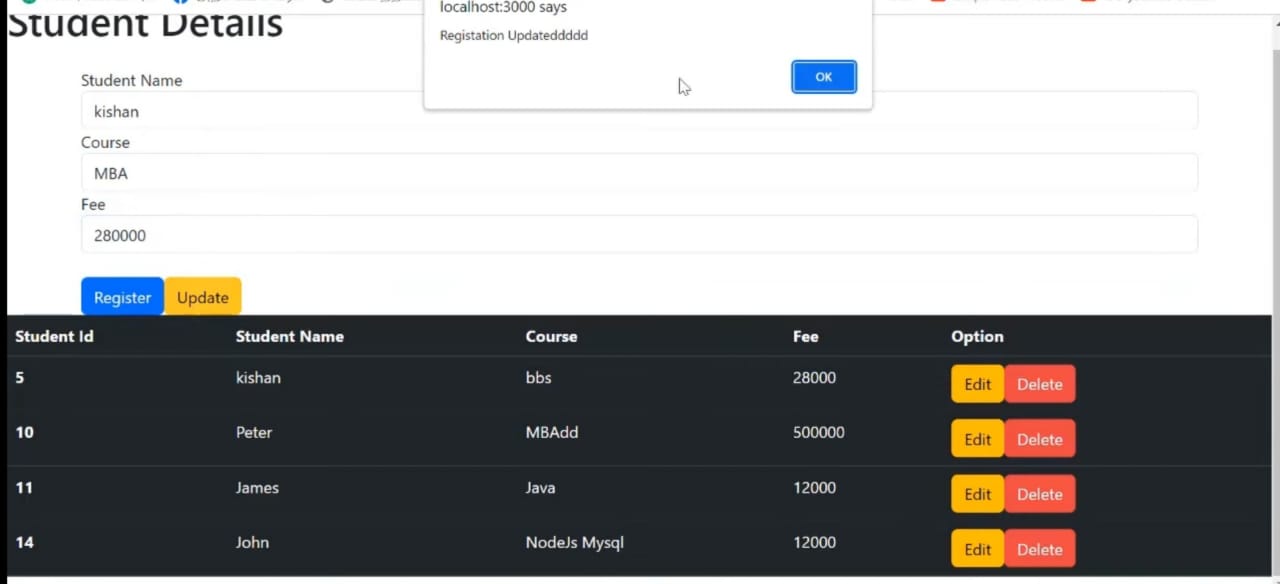 localhost:3000 says
Registation Updateddddd
OK
Student Details
Student Name
kishan
Course
MBA
Fee
280000
Register Update
Student Id Student Name Course Fee Option
5 kishan bbs 28000 Edit Delete
10 Peter MBAdd 500000 Edit Delete
11 James Java 12000 Edit Delete
14 John NodeJs Mysql 12000 Edit Delete